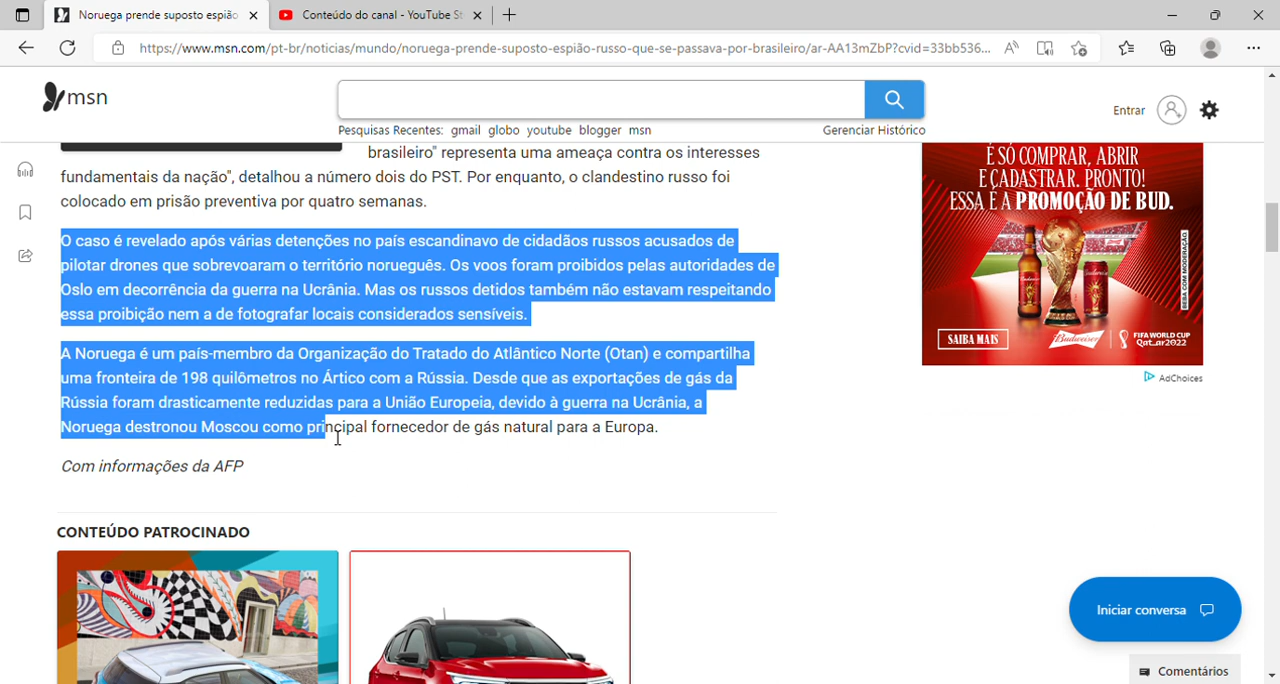 Noruega prende suposto espião
Conteúdo do canal - YouTube St
https://www.msn.com/pt-br/noticias/mundo/noruega-prende-suposto-espião-russo-que-se-passava-por-brasileiro/ar-AA13mZbP?cvid=33bb536...
msn
Entrar
Pesquisas Recentes: gmail globo youtube blogger msn
Gerenciar Histórico
brasileiro" representa uma ameaça contra os interesses
fundamentais da nação", detalhou a número dois do PST. Por enquanto, o clandestino russo foi
colocado em prisão preventiva por quatro semanas.
O caso é revelado após várias detenções no país escandinavo de cidadãos russos acusados de
pilotar drones que sobrevoaram o território norueguês. Os voos foram proibidos pelas autoridades de
Oslo em decorrência da guerra na Ucrânia. Mas os russos detidos também não estavam respeitando
essa proibição nem a de fotografar locais considerados sensíveis.
A Noruega é um país-membro da Organização do Tratado do Atlântico Norte (Otan) e compartilha
uma fronteira de 198 quilômetros no Ártico com a Rússia. Desde que as exportações de gás da
Rússia foram drasticamente reduzidas para a União Europeia, devido à guerra na Ucrânia, a
Noruega destronou Moscou como principal fornecedor de gás natural para a Europa.
Com informações da AFP
CONTEÚDO PATROCINADO
É SÓ COMPRAR, ABRIR
E CADASTRAR. PRONTO!
ESSA É A PROMOÇÃO DE BUD.
BEBA COM MODERAÇÃO
SAIBA MAIS
Budweiser
FIFA WORLD CUP
Qat_ar2022
AdChoices
Iniciar conversa
Comentários